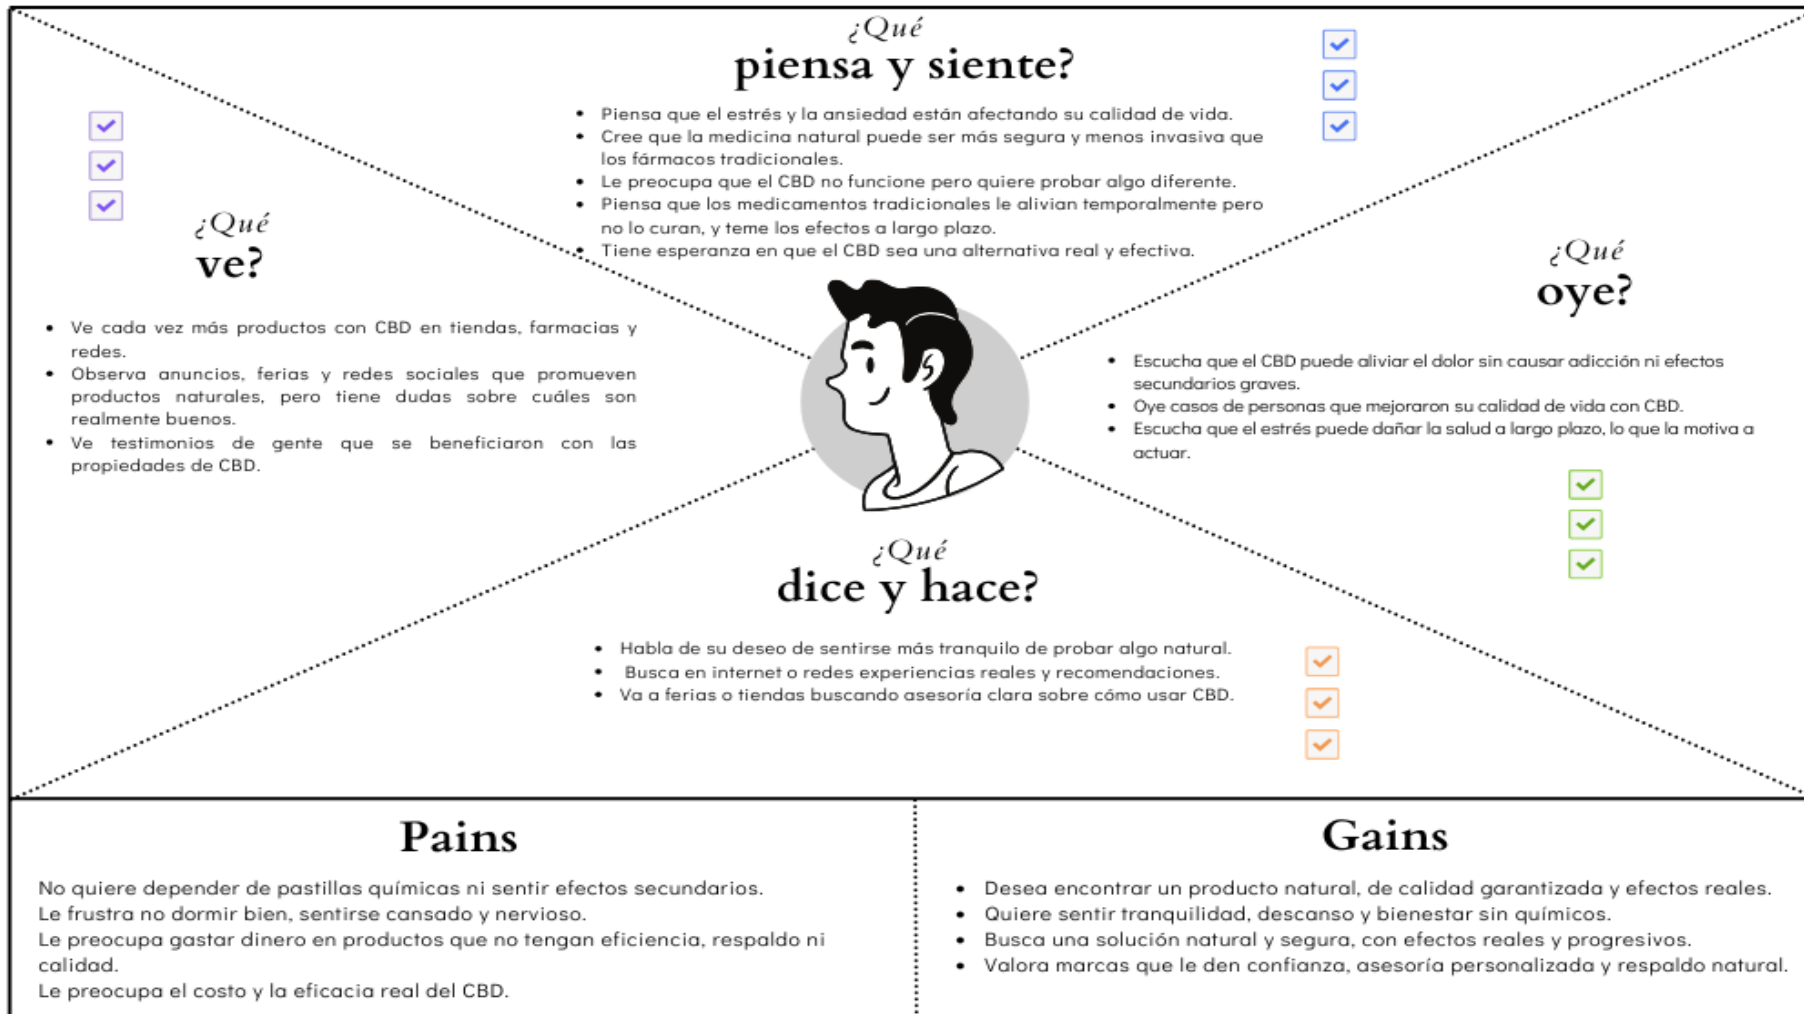 ¿Qué
piensa y siente?
• Piensa que el estrés y la ansiedad están afectando su calidad de vida.
• Cree que la medicina natural puede ser más segura y menos invasiva que
los fármacos tradicionales.
• Le preocupa que el CBD no funcione pero quiere probar algo diferente.
• Piensa que los medicamentos tradicionales le alivian temporalmente pero
no lo curan, y teme los efectos a largo plazo.
• Tiene esperanza en que el CBD sea una alternativa real y efectiva.
¿Qué
ve?
• Ve cada vez más productos con CBD en tiendas, farmacias y
redes.
• Observa anuncios, ferias y redes sociales que promueven
productos naturales, pero tiene dudas sobre cuáles son
realmente buenos.
• Ve testimonios de gente que se beneficiaron con las
propiedades de CBD.
¿Qué
oye?
• Escucha que el CBD puede aliviar el dolor sin causar adicción ni efectos
secundarios graves.
• Oye casos de personas que mejoraron su calidad de vida con CBD.
• Escucha que el estrés puede dañar la salud a largo plazo, lo que la motiva a
actuar.
¿Qué
dice y hace?
• Habla de su deseo de sentirse más tranquilo de probar algo natural.
• Busca en internet o redes experiencias reales y recomendaciones.
• Va a ferias o tiendas buscando asesoría clara sobre cómo usar CBD.
Pains
No quiere depender de pastillas químicas ni sentir efectos secundarios.
Le frustra no dormir bien, sentirse cansado y nervioso.
Le preocupa gastar dinero en productos que no tengan eficiencia, respaldo ni
calidad.
Le preocupa el costo y la eficacia real del CBD.
Gains
• Desea encontrar un producto natural, de calidad garantizada y efectos reales.
• Quiere sentir tranquilidad, descanso y bienestar sin químicos.
• Busca una solución natural y segura, con efectos reales y progresivos.
• Valora marcas que le den confianza, asesoría personalizada y respaldo natural.